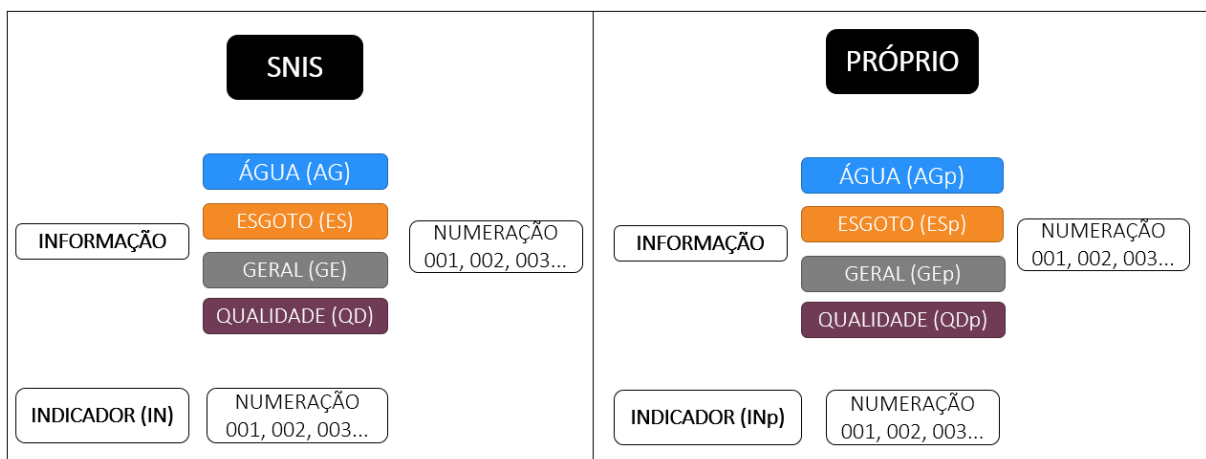 SNIS
ÁGUA (AG)
ESGOTO (ES)
INFORMAÇÃO
NUMERAÇÃO
001, 002, 003...
GERAL (GE)
QUALIDADE (QD)
INDICADOR (IN)
NUMERAÇÃO
001, 002, 003...
PRÓPRIO
ÁGUA (AGp)
ESGOTO (ESp)
INFORMAÇÃO
NUMERAÇÃO
001, 002, 003...
GERAL (GEp)
QUALIDADE (QDp)
INDICADOR (INp)
NUMERAÇÃO
001, 002, 003...